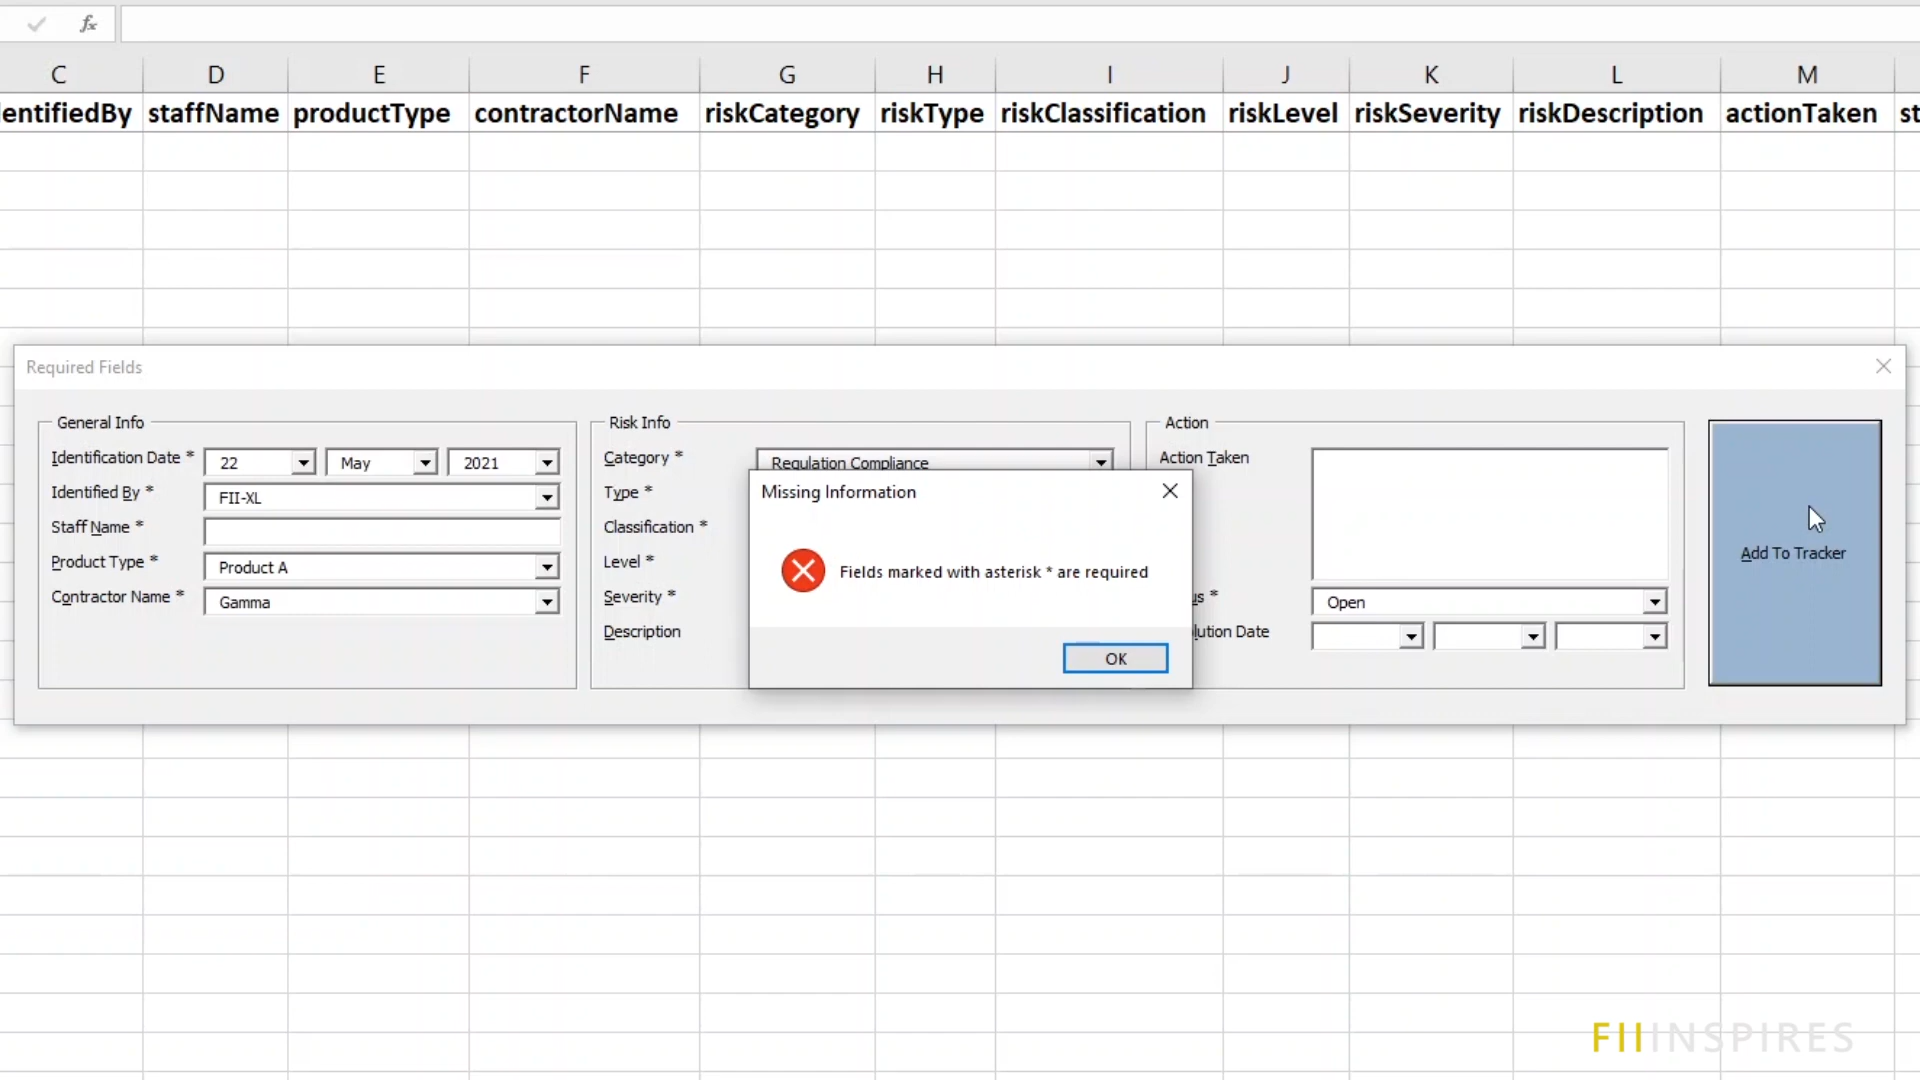 fx
C D E F G H I J K L M
entifiedBy staffName productType contractorName riskCategory riskType riskClassification riskLevel riskSeverity riskDescription actionTaken st
Required Fields
General Info
Identification Date * 22 May 2021
Identified By * FII-XL
Staff Name *
Product Type * Product A
Contractor Name * Gamma
Risk Info
Category * Regulation Compliance
Type *
Classification *
Level *
Severity *
Description
Missing Information
Fields marked with asterisk * are required
OK
Action
Action Taken
us * Open
lution Date
Add To Tracker
FIIINSPIRES